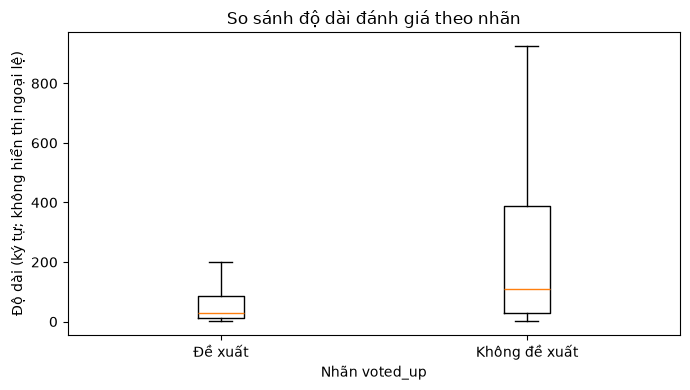 So sánh độ dài đánh giá theo nhãn
Độ dài (ký tự; không hiển thị ngoại lệ)
800
600
400
200
0
Đề xuất
Không đề xuất
Nhãn voted_up